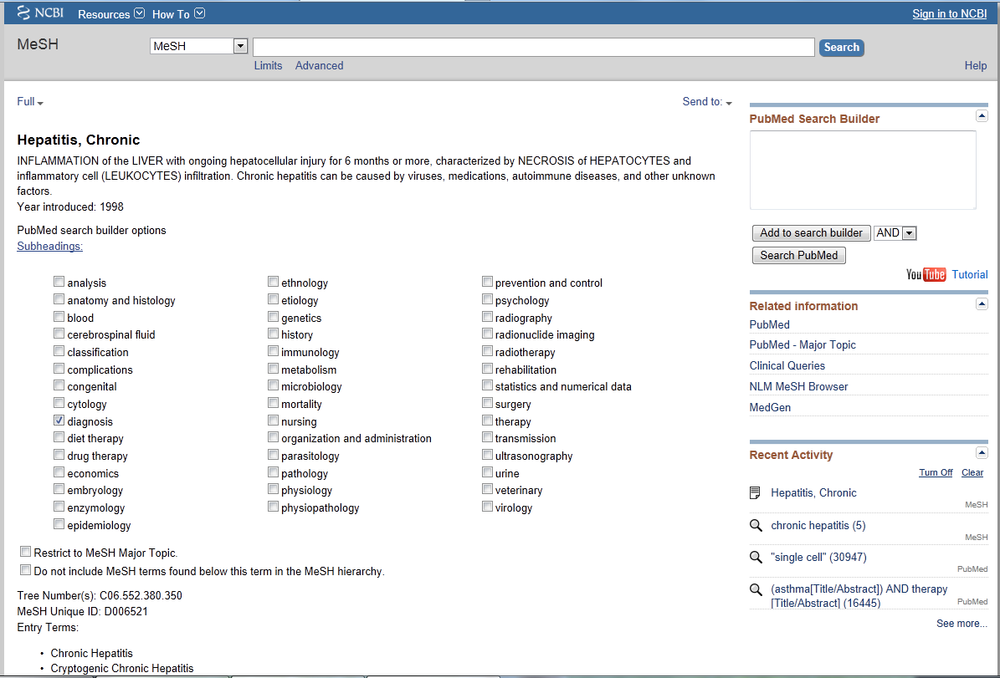 NCBI Resources How To Sign in to NCBI
MeSH MeSH Search
Limits Advanced Help
Full Send to:
Hepatitis, Chronic
INFLAMMATION of the LIVER with ongoing hepatocellular injury for 6 months or more, characterized by NECROSIS of HEPATOCYTES and
inflammatory cell (LEUKOCYTES) infiltration. Chronic hepatitis can be caused by viruses, medications, autoimmune diseases, and other unknown
factors.
Year introduced: 1998
PubMed search builder options
Subheadings:
analysis
anatomy and histology
blood
cerebrospinal fluid
classification
complications
congenital
cytology
diagnosis
diet therapy
drug therapy
economics
embryology
enzymology
epidemiology
ethnology
etiology
genetics
history
immunology
metabolism
microbiology
mortality
nursing
organization and administration
parasitology
pathology
physiology
physiopathology
prevention and control
psychology
radiography
radionuclide imaging
radiotherapy
rehabilitation
statistics and numerical data
surgery
therapy
transmission
ultrasonography
urine
veterinary
virology
Restrict to MeSH Major Topic.
Do not include MeSH terms found below this term in the MeSH hierarchy.
Tree Number(s): C06.552.380.350
MeSH Unique ID: D006521
Entry Terms:
• Chronic Hepatitis
• Cryptogenic Chronic Hepatitis
PubMed Search Builder
Add to search builder AND
Search PubMed
YouTube Tutorial
Related information
PubMed
PubMed - Major Topic
Clinical Queries
NLM MeSH Browser
MedGen
Recent Activity
Turn Off Clear
Hepatitis, Chronic
MeSH
chronic hepatitis (5)
MeSH
"single cell" (30947)
PubMed
(asthma[Title/Abstract]) AND therapy
[Title/Abstract] (16445)
PubMed
See more...